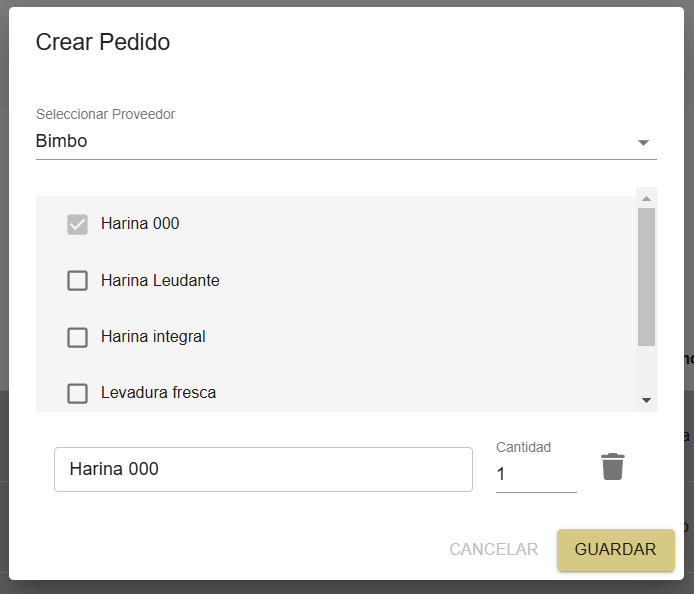 Crear Pedido
Seleccionar Proveedor
Bimbo
Harina 000
Harina Leudante
Harina integral
Levadura fresca
Cantidad
Harina 000
1
CANCELAR
GUARDAR